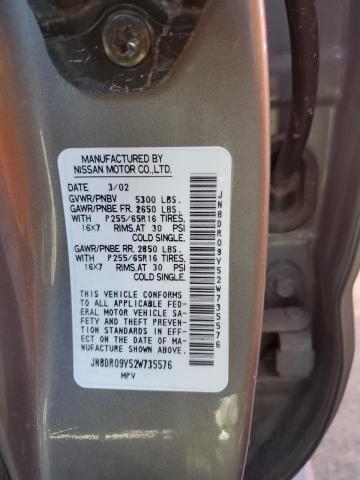 MANUFACTURED BY
NISSAN MOTOR CO.,LTD.
DATE 3/02
GVWR/PNBV 5300 LBS.
GAWR/PNBE FR. 2650 LBS.
WITH P255/65R16 TIRES,
16X7 RIMS.AT 30 PSI
COLD SINGLE.
GAWR/PNBE RR. 2850 LBS.
WITH P255/65R16 TIRES,
16X7 RIMS.AT 30 PSI
COLD SINGLE.
THIS VEHICLE CONFORMS
TO ALL APPLICABLE FED-
ERAL MOTOR VEHICLE SA-
FETY AND THEFT PREVEN-
TION STANDARDS IN EFF-
ECT ON THE DATE OF MA-
NUFACTURE SHOWN ABOVE.
JN8DR09Y52W735576
MPV
JN8DR09Y52W735576